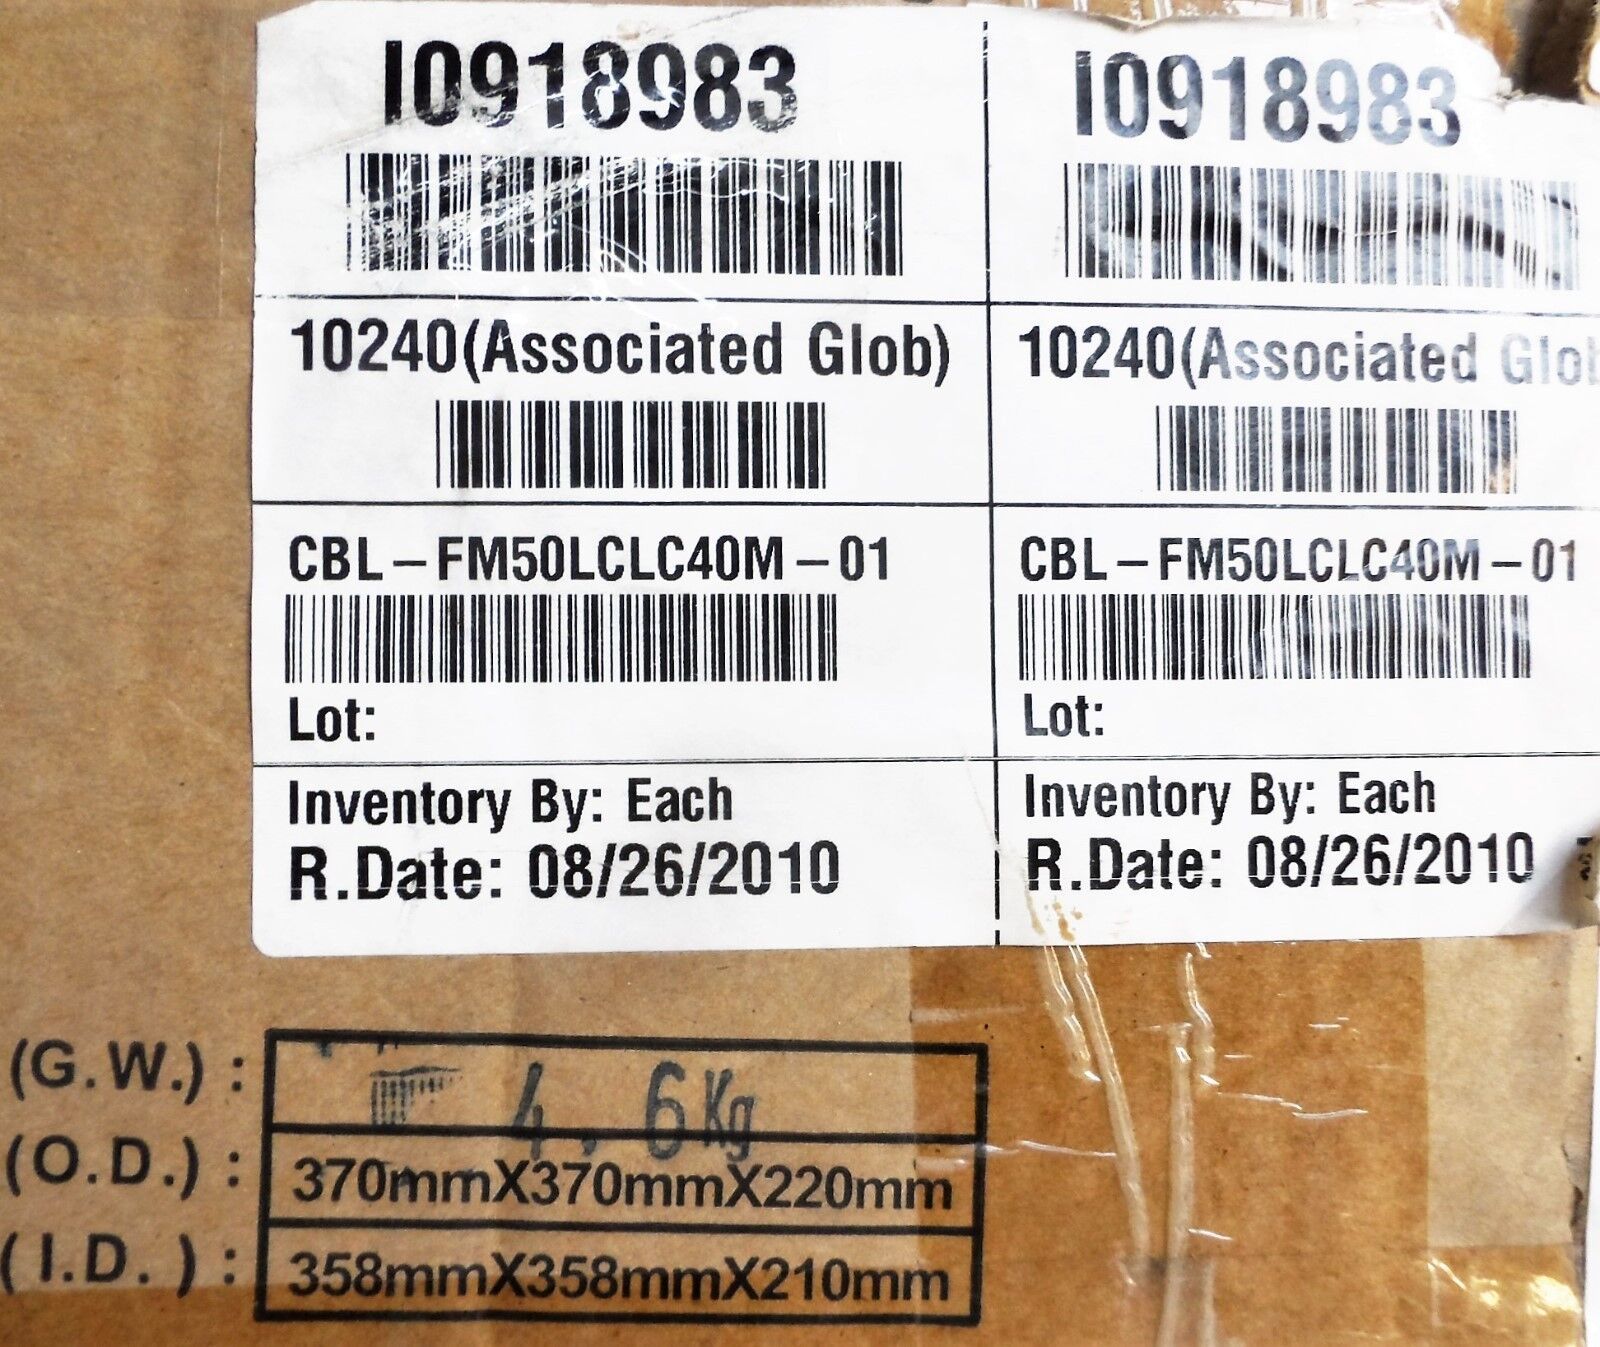 I0918983
10240(Associated Glob)
CBL-FM50LCLC40M-01
Lot:
Inventory By: Each
R.Date: 08/26/2010
I0918983
10240(Associated Glob
CBL-FM50LCLC40M-01
Lot:
Inventory By: Each
R.Date: 08/26/2010
(G.W.) : 4.6Kg
(O.D.) : 370mmX370mmX220mm
(I.D.) : 358mmX358mmX210mm